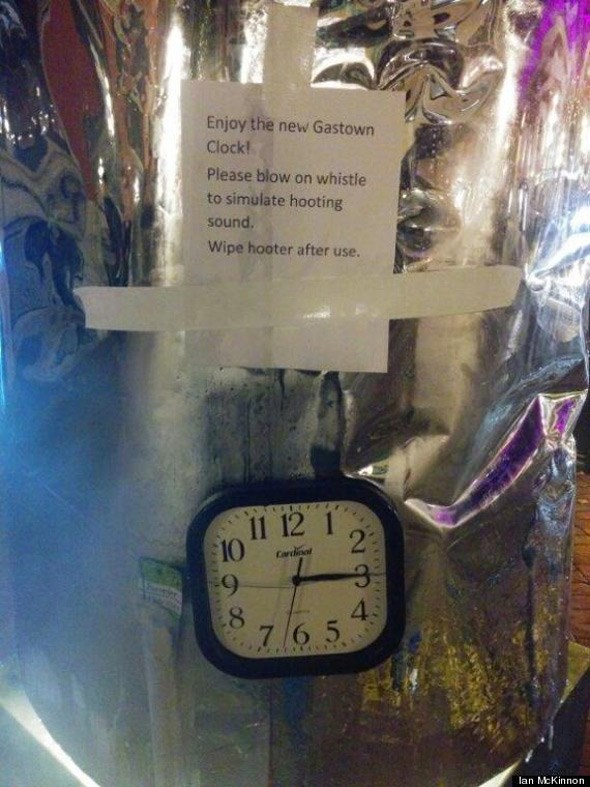 Enjoy the new Gastown
Clock!
Please blow on whistle
to simulate hooting
sound.
Wipe hooter after use.
11 12 1
10 2
Cardinal
9 3
8 4
7 6 5
Ian McKinnon